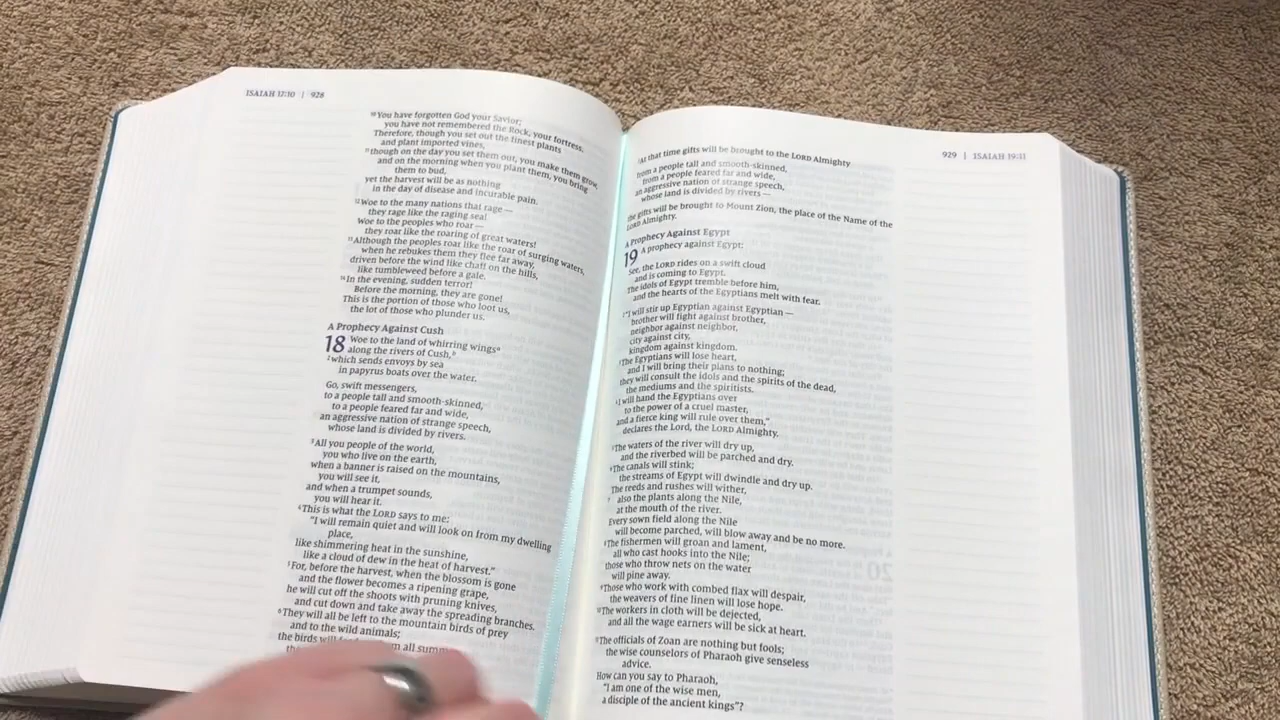 ISAIAH 17:10 | 928
10 You have forgotten God your Savior;
you have not remembered the Rock, your fortress.
Therefore, though you set out the finest plants
and plant imported vines,
11 though on the day you set them out, you make them grow,
and on the morning when you plant them, you bring
them to bud,
yet the harvest will be as nothing
in the day of disease and incurable pain.
12 Woe to the many nations that rage—
they rage like the raging sea!
Woe to the peoples who roar—
they roar like the roaring of great waters!
13 Although the peoples roar like the roar of surging waters,
when he rebukes them they flee far away,
driven before the wind like chaff on the hills,
like tumbleweed before a gale.
14 In the evening, sudden terror!
Before the morning, they are gone!
This is the portion of those who loot us,
the lot of those who plunder us.
A Prophecy Against Cush
18 Woe to the land of whirring wings a
along the rivers of Cush, b
2 which sends envoys by sea
in papyrus boats over the water.
Go, swift messengers,
to a people tall and smooth-skinned,
to a people feared far and wide,
an aggressive nation of strange speech,
whose land is divided by rivers.
3 All you people of the world,
you who live on the earth,
when a banner is raised on the mountains,
you will see it,
and when a trumpet sounds,
you will hear it.
4 This is what the LORD says to me:
"I will remain quiet and will look on from my dwelling
place,
like shimmering heat in the sunshine,
like a cloud of dew in the heat of harvest."
5 For, before the harvest, when the blossom is gone
and the flower becomes a ripening grape,
he will cut off the shoots with pruning knives,
and cut down and take away the spreading branches.
6 They will all be left to the mountain birds of prey
and to the wild animals;
the birds will all
929 | ISAIAH 19:11
7 At that time gifts will be brought to the LORD Almighty
from a people tall and smooth-skinned,
from a people feared far and wide,
an aggressive nation of strange speech,
whose land is divided by rivers—
the gifts will be brought to Mount Zion, the place of the Name of the
LORD Almighty.
A Prophecy Against Egypt
19 A prophecy against Egypt:
See, the LORD rides on a swift cloud
and is coming to Egypt.
The idols of Egypt tremble before him,
and the hearts of the Egyptians melt with fear.
2 "I will stir up Egyptian against Egyptian—
brother will fight against brother,
neighbor against neighbor,
city against city,
kingdom against kingdom.
3 The Egyptians will lose heart,
and I will bring their plans to nothing;
they will consult the idols and the spirits of the dead,
the mediums and the spiritists.
4 I will hand the Egyptians over
to the power of a cruel master,
and a fierce king will rule over them,"
declares the Lord, the LORD Almighty.
5 The waters of the river will dry up,
and the riverbed will be parched and dry.
6 The canals will stink;
the streams of Egypt will dwindle and dry up.
The reeds and rushes will wither,
7 also the plants along the Nile,
at the mouth of the river.
Every sown field along the Nile
will become parched, will blow away and be no more.
8 The fishermen will groan and lament,
all who cast hooks into the Nile;
those who throw nets on the water
will pine away.
9 Those who work with combed flax will despair,
the weavers of fine linen will lose hope.
10 The workers in cloth will be dejected,
and all the wage earners will be sick at heart.
11 The officials of Zoan are nothing but fools;
the wise counselors of Pharaoh give senseless
advice.
How can you say to Pharaoh,
"I am one of the wise men,
a disciple of the ancient kings"?